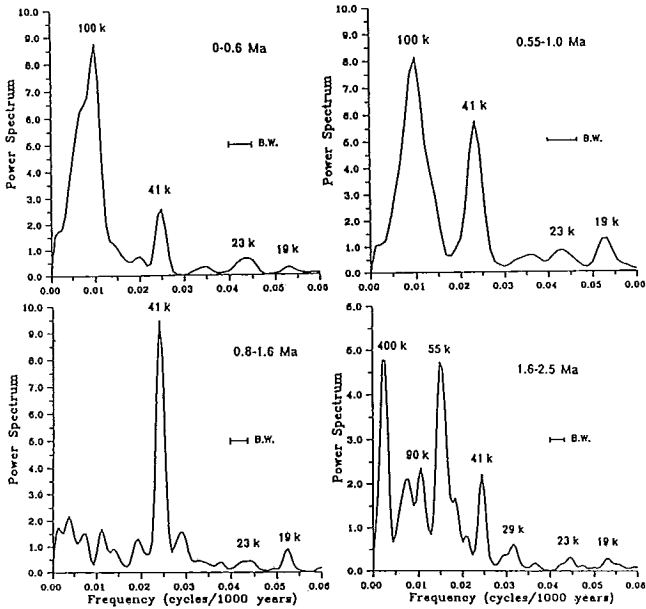 10.0
9.0
8.0
7.0
6.0
5.0
4.0
3.0
2.0
1.0
0.0
Power Spectrum
100 k
0-0.6 Ma
B.W.
41 k
23 k
19 k
0.00 0.01 0.02 0.03 0.04 0.05 0.06
10.0
9.0
8.0
7.0
6.0
5.0
4.0
3.0
2.0
1.0
0.0
Power Spectrum
100 k
0.55-1.0 Ma
41 k
B.W.
23 k
19 k
0.00 0.01 0.02 0.03 0.04 0.05 0.06
10.0
9.0
8.0
7.0
6.0
5.0
4.0
3.0
2.0
1.0
0.0
Power Spectrum
41 k
0.8-1.6 Ma
B.W.
23 k
19 k
0.00 0.01 0.02 0.03 0.04 0.05 0.06
Frequency (cycles/1000 years)
6.0
5.0
4.0
3.0
2.0
1.0
0.0
Power Spectrum
400 k
55 k
1.6-2.5 Ma
B.W.
90 k
41 k
29 k
23 k
19 k
0.00 0.01 0.02 0.03 0.04 0.05 0.06
Frequency (cycles/1000 years)